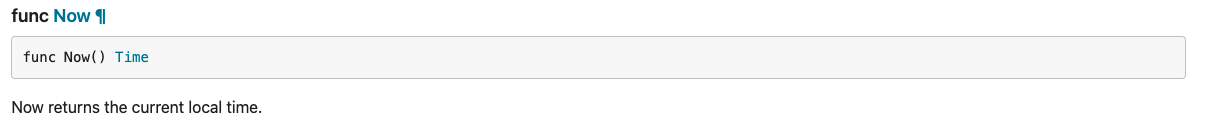 func Now ¶
func Now() Time
Now returns the current local time.